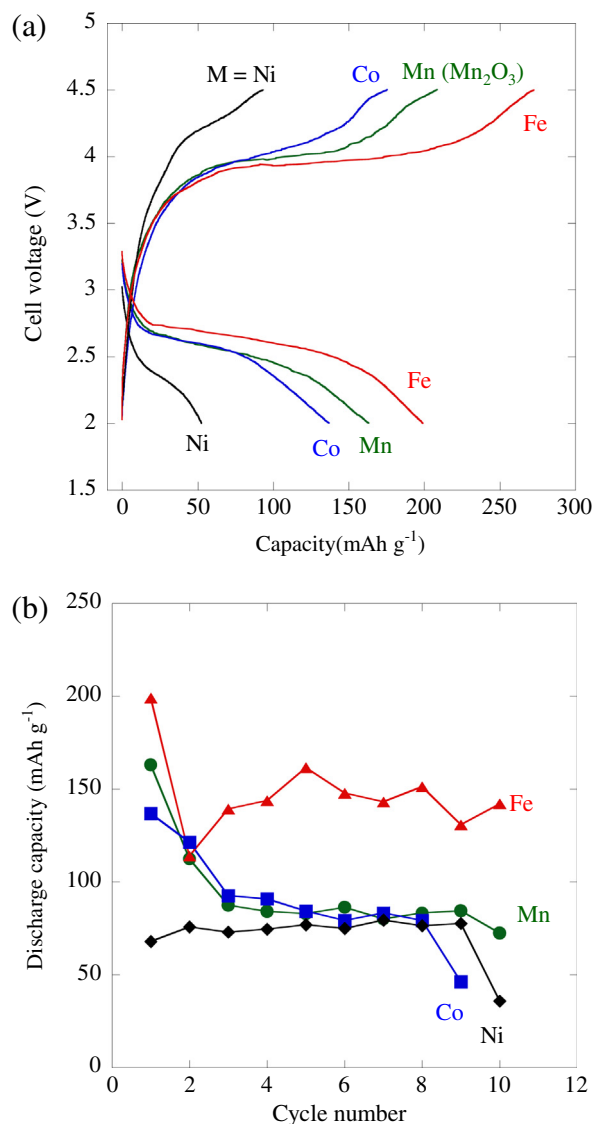 (a)
5
4.5
4
3.5
3
2.5
2
1.5
Cell voltage (V)
M = Ni
Co
Mn (Mn₂O₃)
Fe
Fe
Ni
Co
Mn
0
50
100
150
200
250
300
Capacity(mAh g⁻¹)
(b)
250
200
150
100
50
0
Discharge capacity (mAh g⁻¹)
Fe
Mn
Co
Ni
0
2
4
6
8
10
12
Cycle number